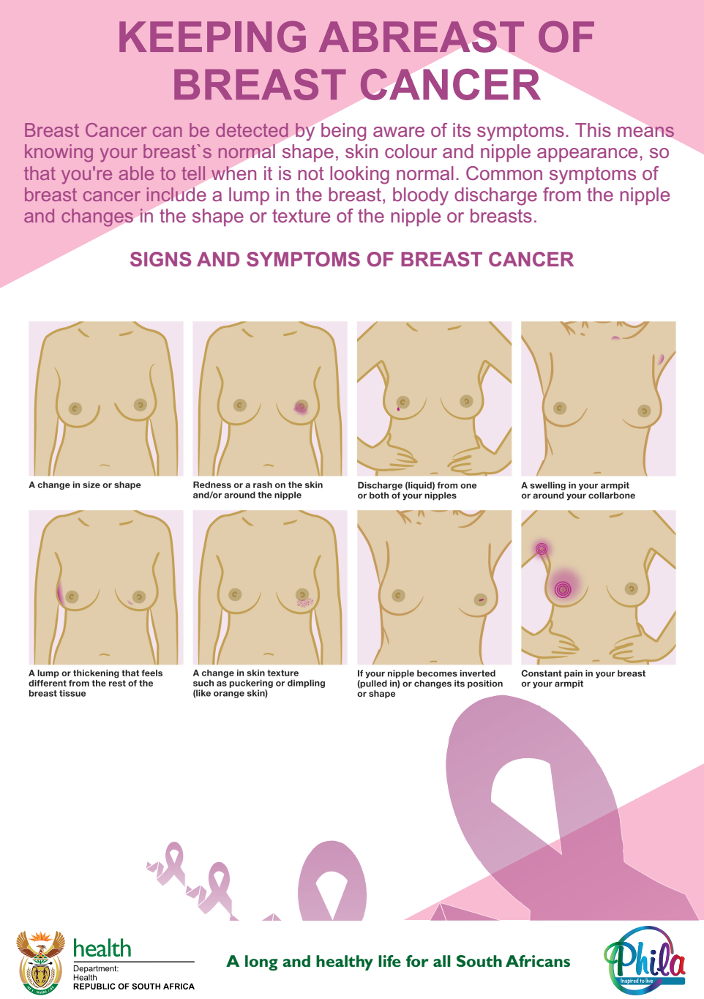 KEEPING ABREAST OF
BREAST CANCER
Breast Cancer can be detected by being aware of its symptoms. This means
knowing your breast`s normal shape, skin colour and nipple appearance, so
that you're able to tell when it is not looking normal. Common symptoms of
breast cancer include a lump in the breast, bloody discharge from the nipple
and changes in the shape or texture of the nipple or breasts.
SIGNS AND SYMPTOMS OF BREAST CANCER
A change in size or shape
Redness or a rash on the skin
and/or around the nipple
Discharge (liquid) from one
or both of your nipples
A swelling in your armpit
or around your collarbone
A lump or thickening that feels
different from the rest of the
breast tissue
A change in skin texture
such as puckering or dimpling
(like orange skin)
If your nipple becomes inverted
(pulled in) or changes its position
or shape
Constant pain in your breast
or your armpit
health
Department:
Health
REPUBLIC OF SOUTH AFRICA
A long and healthy life for all South Africans
Phila
Inspired to live